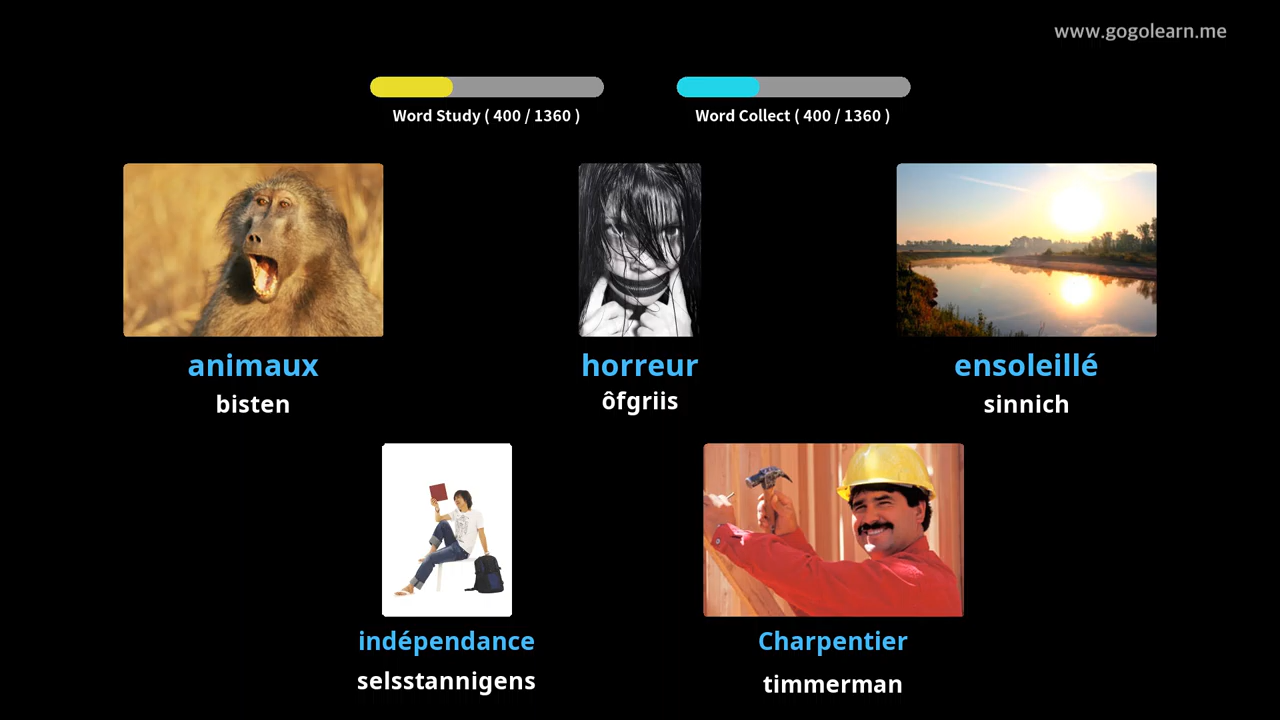 www.gogolearn.me
Word Study ( 400 / 1360 )
Word Collect ( 400 / 1360 )
animaux
bisten
horreur
ôfgriis
ensoleillé
sinnich
indépendance
selsstannigens
Charpentier
timmerman